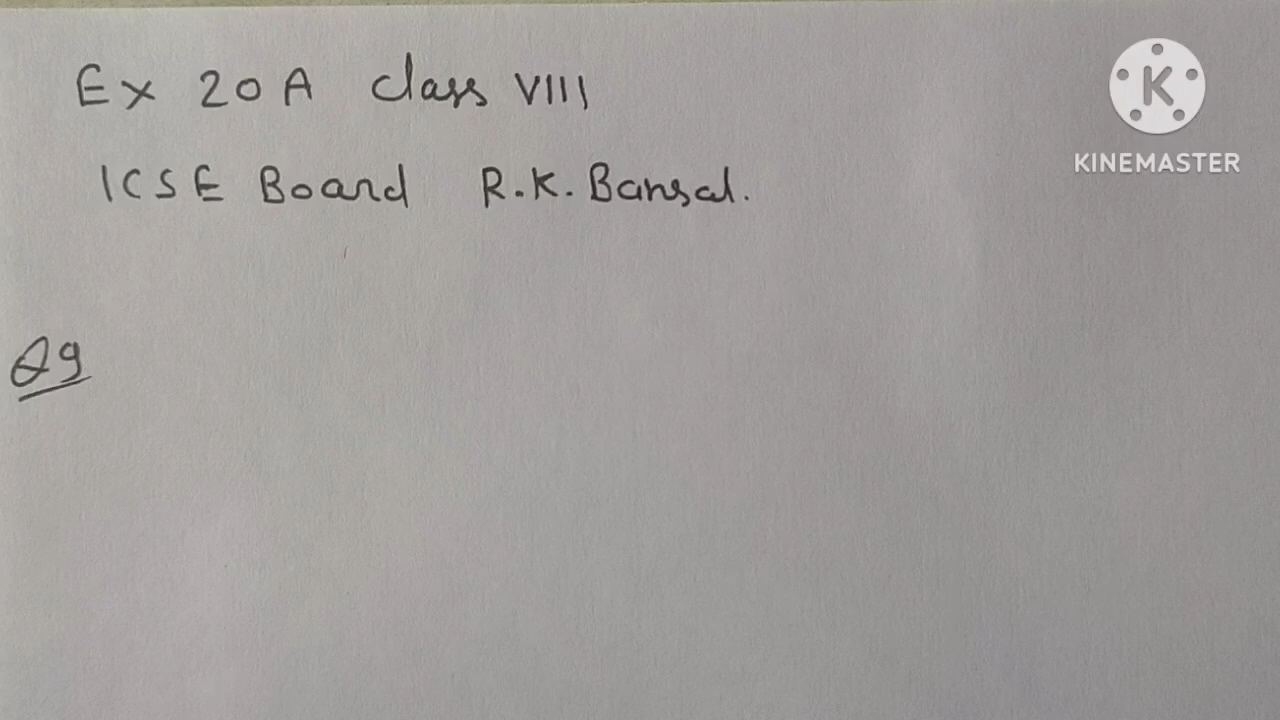 Ex 20A Class VIII
ICSE Board R.K. Bansal.
Q9
K
KINEMASTER